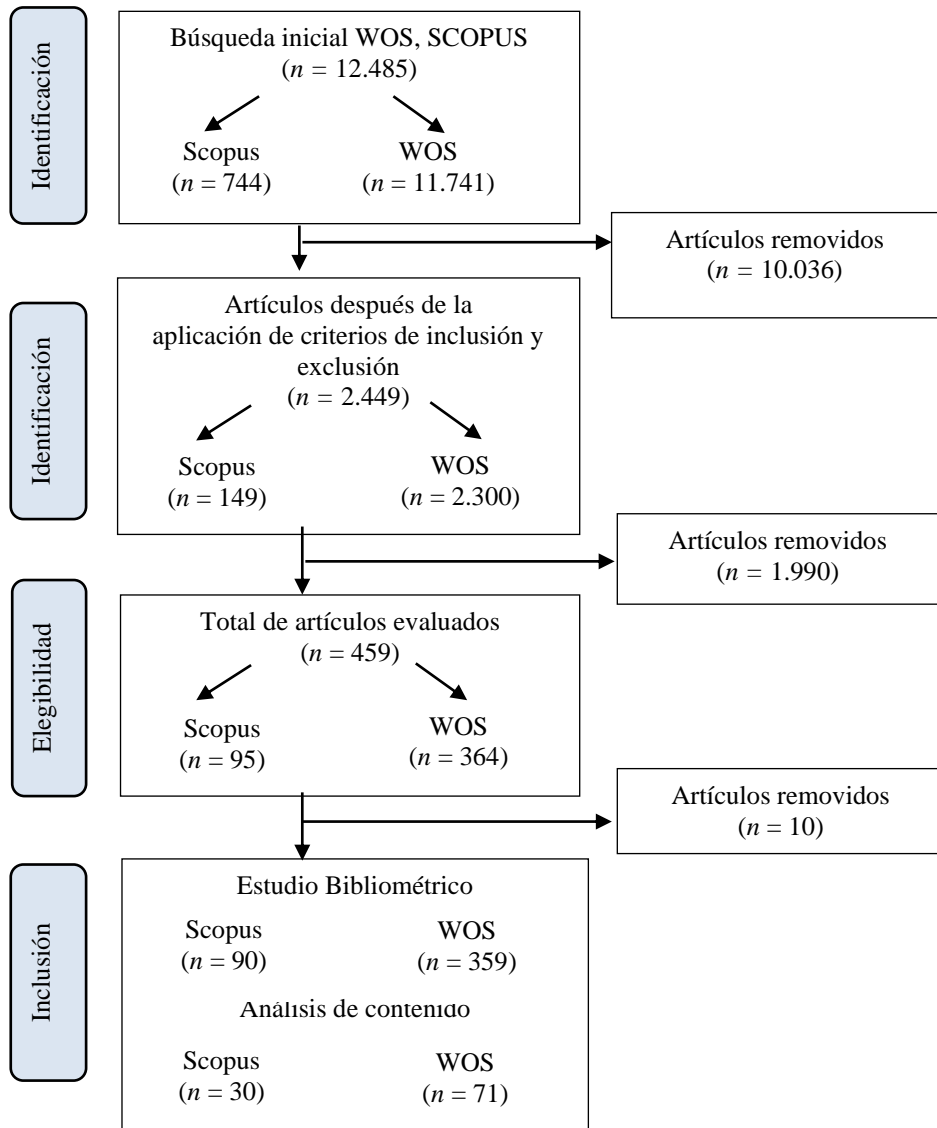 Identificación
Búsqueda inicial WOS, SCOPUS
(n = 12.485)
Scopus
(n = 744)
WOS
(n = 11.741)
Artículos removidos
(n = 10.036)
Identificación
Artículos después de la
aplicación de criterios de inclusión y
exclusión
(n = 2.449)
Scopus
(n = 149)
WOS
(n = 2.300)
Artículos removidos
(n = 1.990)
Elegibilidad
Total de artículos evaluados
(n = 459)
Scopus
(n = 95)
WOS
(n = 364)
Artículos removidos
(n = 10)
Inclusión
Estudio Bibliométrico
Scopus
(n = 90)
WOS
(n = 359)
Análisis de contenido
Scopus
(n = 30)
WOS
(n = 71)